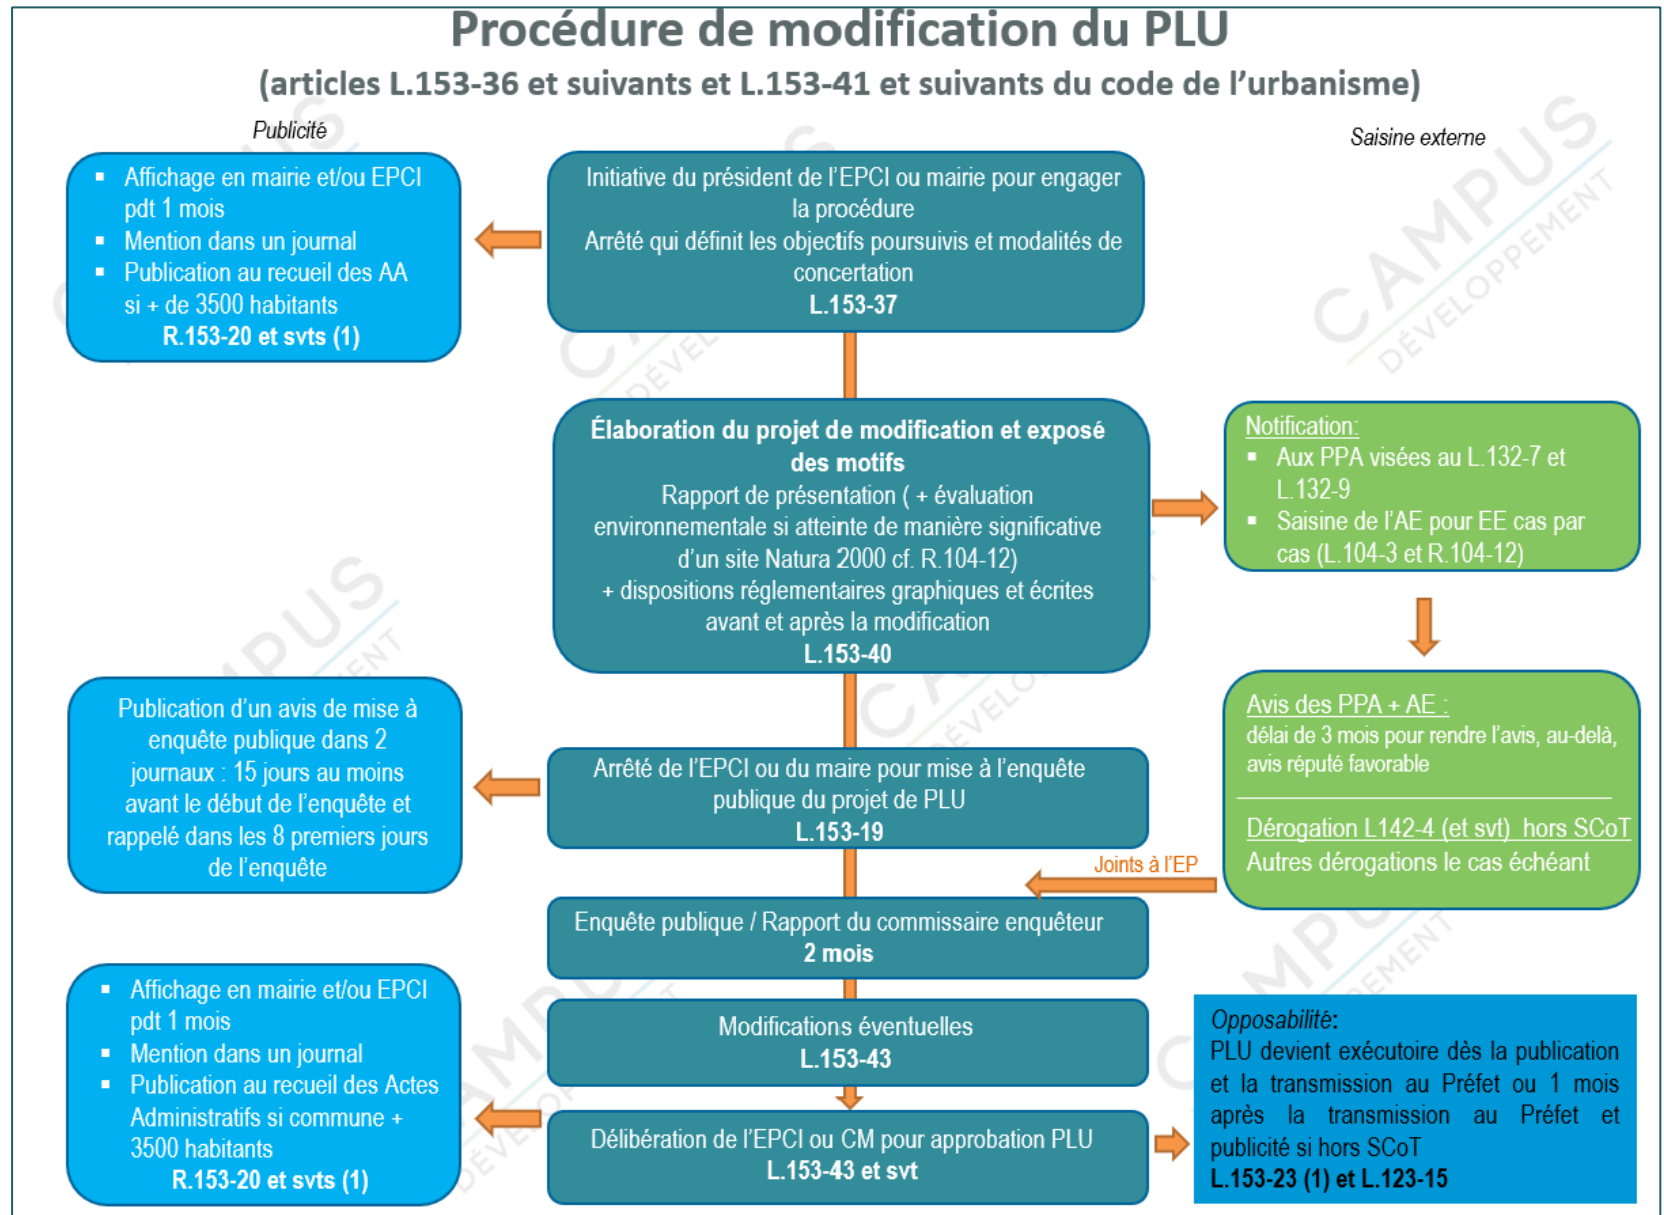 Procédure de modification du PLU
(articles L.153-36 et suivants et L.153-41 et suivants du code de l'urbanisme)
Publicité
Saisine externe
▪ Affichage en mairie et/ou EPCI
pdt 1 mois
▪ Mention dans un journal
▪ Publication au recueil des AA
si + de 3500 habitants
R.153-20 et svts (1)
Initiative du président de l'EPCI ou mairie pour engager
la procédure
Arrêté qui définit les objectifs poursuivis et modalités de
concertation
L.153-37
Élaboration du projet de modification et exposé
des motifs
Rapport de présentation ( + évaluation
environnementale si atteinte de manière significative
d'un site Natura 2000 cf. R.104-12)
+ dispositions réglementaires graphiques et écrites
avant et après la modification
L.153-40
Notification:
▪ Aux PPA visées au L.132-7 et
L.132-9
▪ Saisine de l'AE pour EE cas par
cas (L.104-3 et R.104-12)
Publication d'un avis de mise à
enquête publique dans 2
journaux : 15 jours au moins
avant le début de l'enquête et
rappelé dans les 8 premiers jours
de l'enquête
Arrêté de l'EPCI ou du maire pour mise à l'enquête
publique du projet de PLU
L.153-19
Avis des PPA + AE :
délai de 3 mois pour rendre l'avis, au-delà,
avis réputé favorable
Dérogation L142-4 (et svt) hors SCoT
Autres dérogations le cas échéant
Joints à l'EP
Enquête publique / Rapport du commissaire enquêteur
2 mois
▪ Affichage en mairie et/ou EPCI
pdt 1 mois
▪ Mention dans un journal
▪ Publication au recueil des Actes
Administratifs si commune +
3500 habitants
R.153-20 et svts (1)
Modifications éventuelles
L.153-43
Délibération de l'EPCI ou CM pour approbation PLU
L.153-43 et svt
Opposabilité:
PLU devient exécutoire dès la publication
et la transmission au Préfet ou 1 mois
après la transmission au Préfet et
publicité si hors SCoT
L.153-23 (1) et L.123-15
CAMPUS
DÉVELOPPEMENT